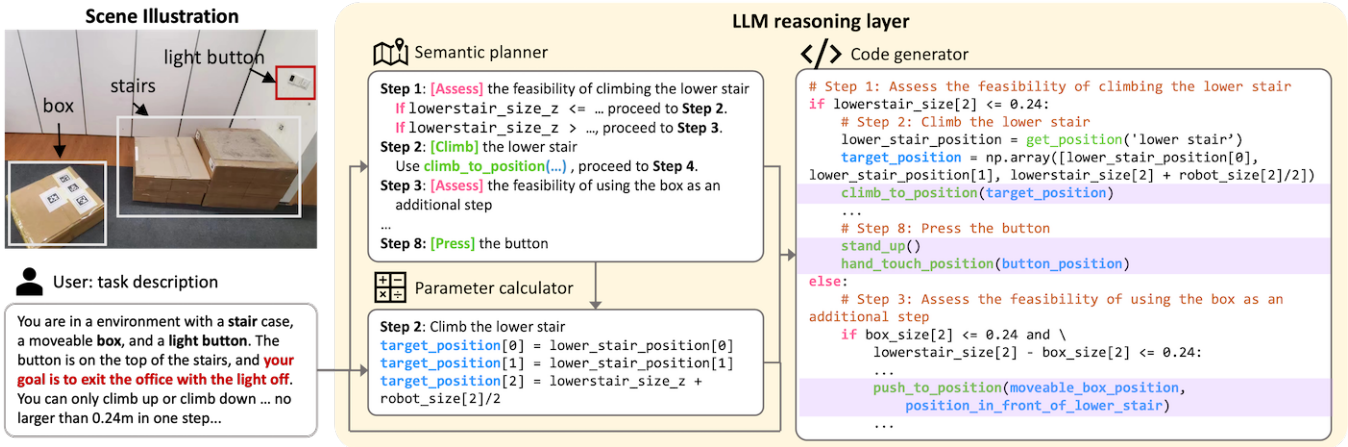 Scene Illustration
light button
stairs
box
User: task description
You are in a environment with a stair case,
a moveable box, and a light button. The
button is on the top of the stairs, and your
goal is to exit the office with the light off.
You can only climb up or climb down ... no
larger than 0.24m in one step...
LLM reasoning layer
Semantic planner
Step 1: [Assess] the feasibility of climbing the lower stair
If lowerstair_size_z <= … proceed to Step 2.
If lowerstair_size_z > …, proceed to Step 3.
Step 2: [Climb] the lower stair
Use climb_to_position(…) , proceed to Step 4.
Step 3: [Assess] the feasibility of using the box as an
additional step
…
Step 8: [Press] the button
Parameter calculator
Step 2: Climb the lower stair
target_position[0] = lower_stair_position[0]
target_position[1] = lower_stair_position[1]
target_position[2] = lowerstair_size_z +
robot_size[2]/2
Code generator
# Step 1: Assess the feasibility of climbing the lower stair
if lowerstair_size[2] <= 0.24:
# Step 2: Climb the lower stair
lower_stair_position = get_position('lower stair’)
target_position = np.array([lower_stair_position[0],
lower_stair_position[1], lowerstair_size[2] + robot_size[2]/2])
climb_to_position(target_position)
...
# Step 8: Press the button
stand_up()
hand_touch_position(button_position)
else:
# Step 3: Assess the feasibility of using the box as an
additional step
if box_size[2] <= 0.24 and \
lowerstair_size[2] - box_size[2] <= 0.24:
...
push_to_position(moveable_box_position,
position_in_front_of_lower_stair)
...